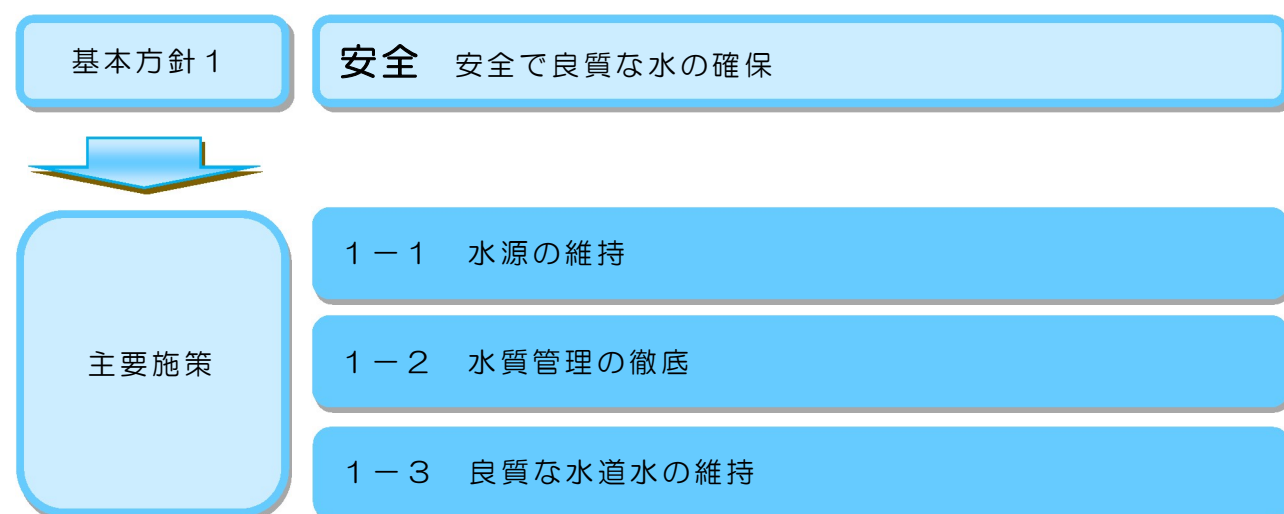 基本方針１
安全 安全で良質な水の確保
主要施策
１－１ 水源の維持
１－２ 水質管理の徹底
１－３ 良質な水道水の維持